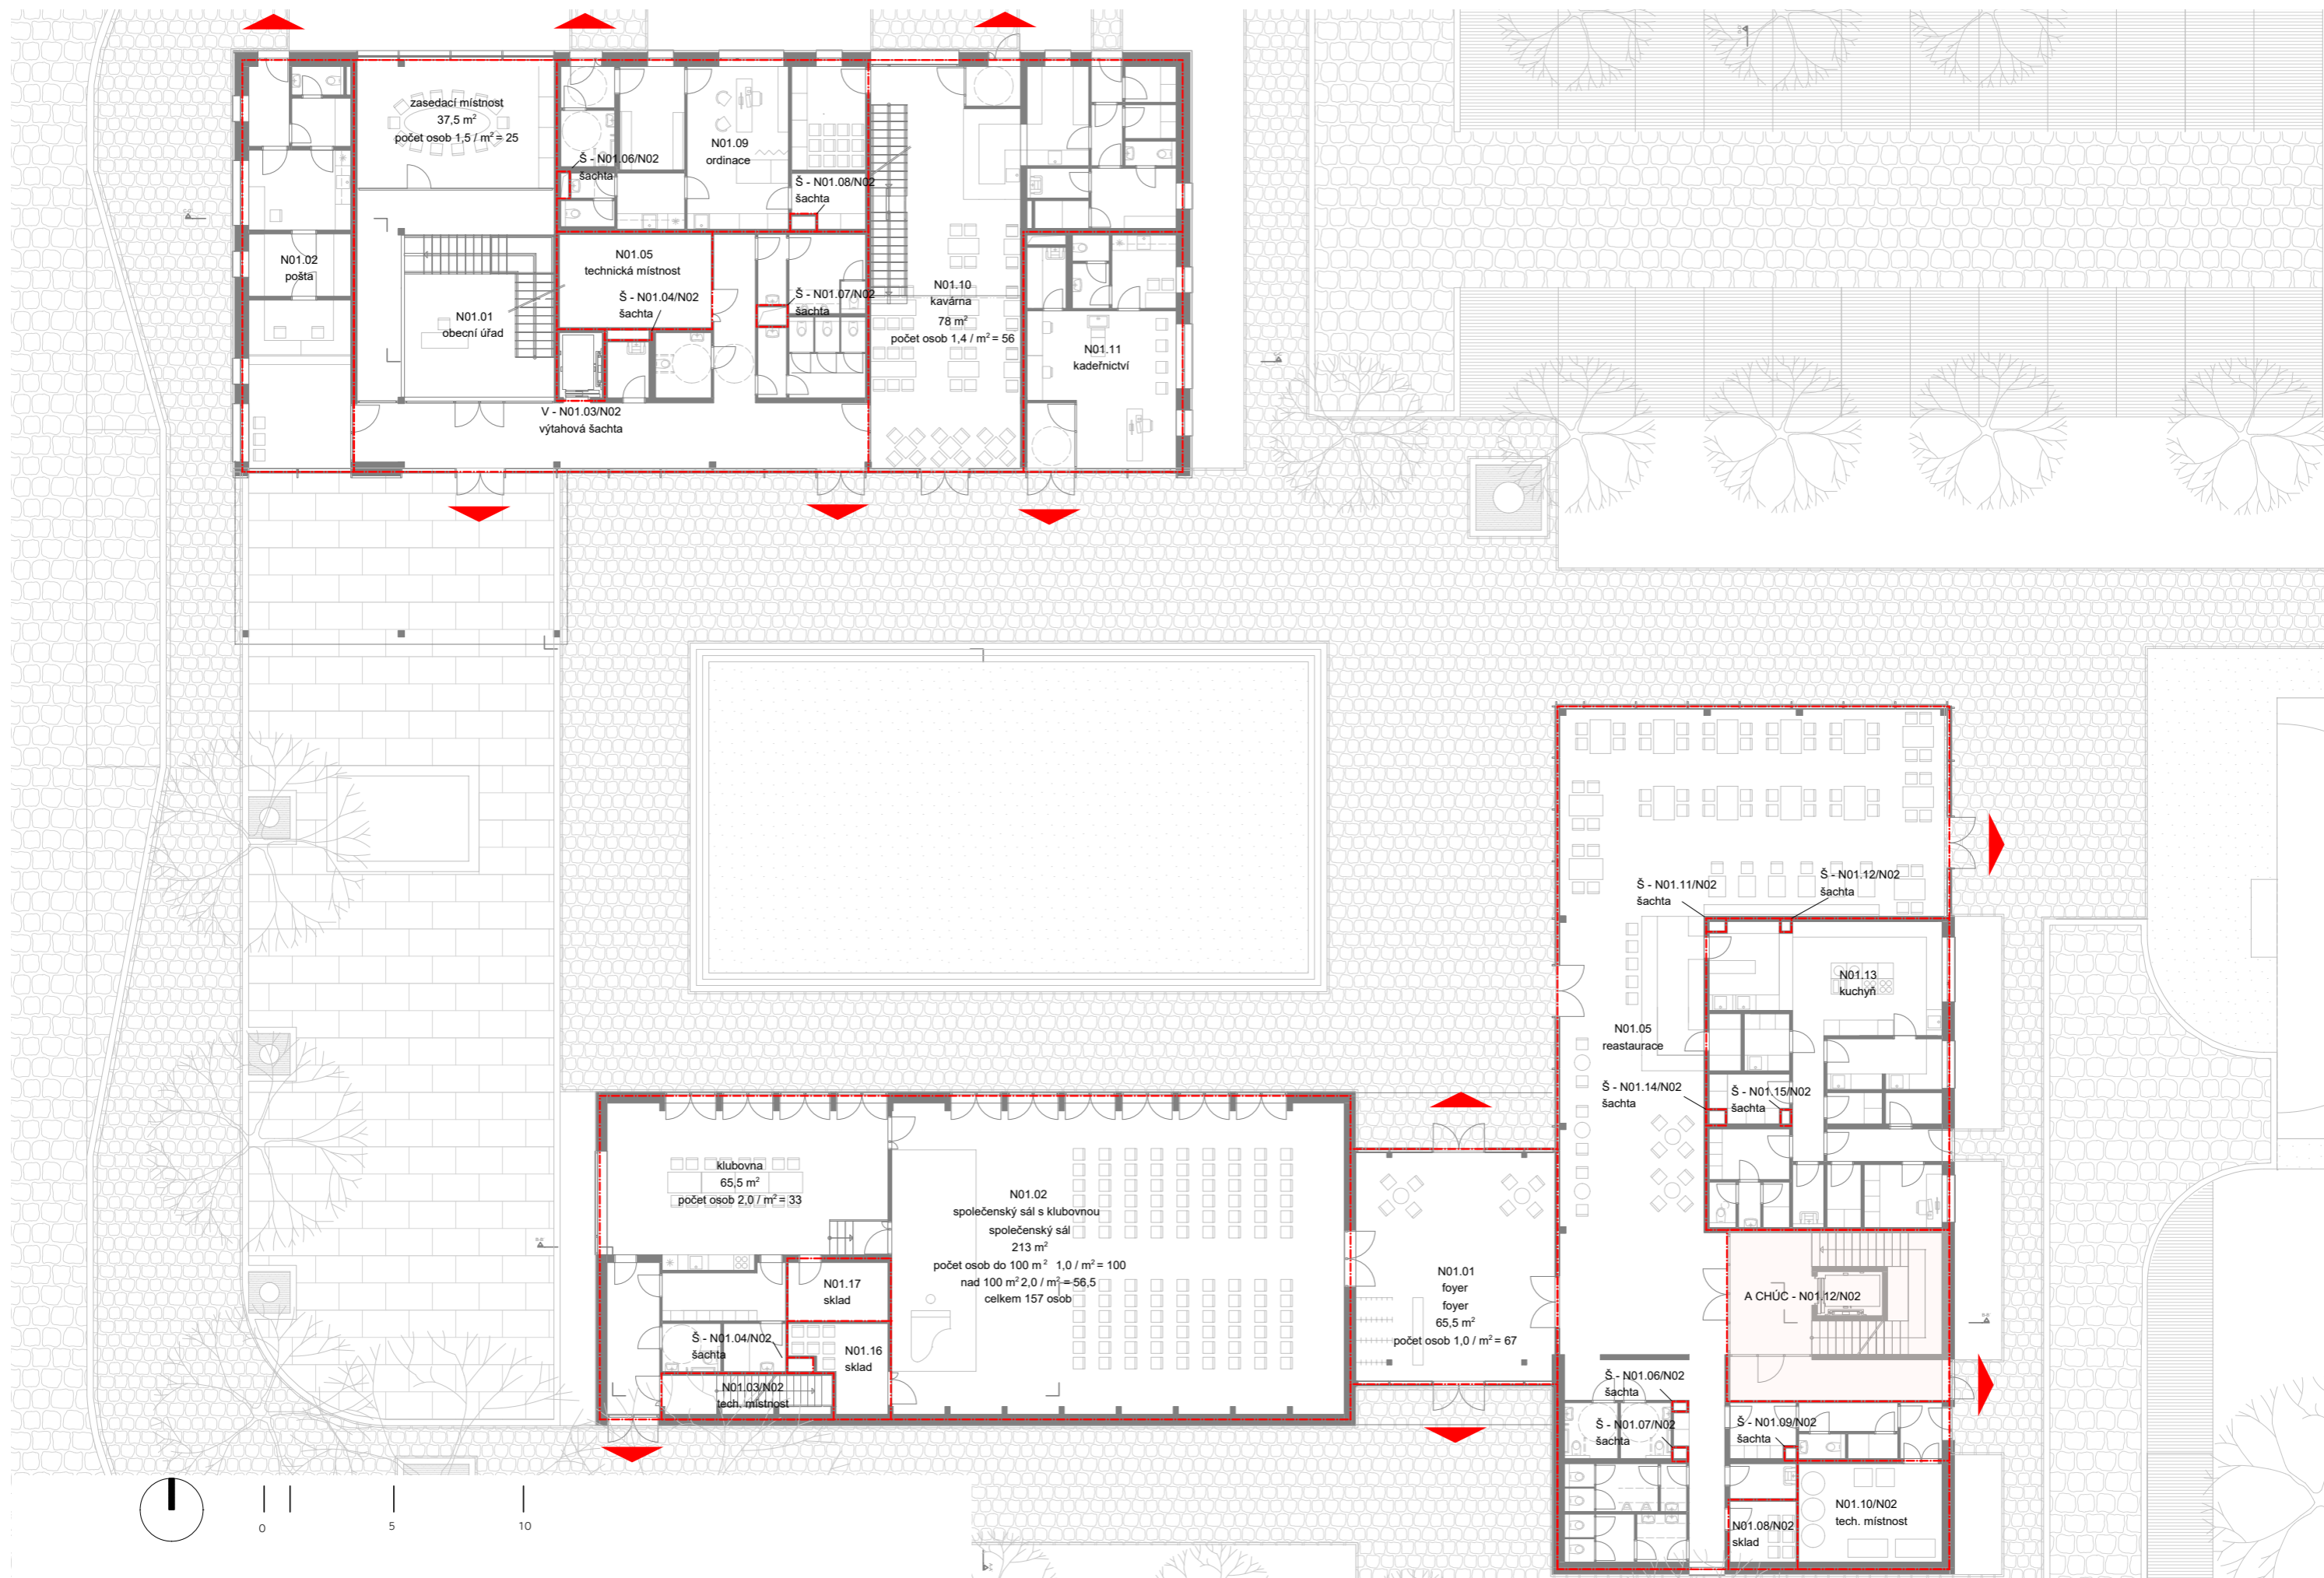 zasedací místnost
37,5 m²
počet osob 1,5 / m² = 25
Š - N01.06/N02
šachta
N01.09
ordinace
Š - N01.08/N02
šachta
N01.02
pošta
N01.01
obecní úřad
N01.05
technická místnost
Š - N01.04/N02
šachta
Š - N01.07/N02
šachta
N01.10
kavárna
78 m²
počet osob 1,4 / m² = 56
N01.11
kadeřnictví
V - N01.03/N02
výtahová šachta
Š - N01.11/N02
šachta
Š - N01.12/N02
šachta
N01.13
kuchyň
N01.05
reastaurace
Š - N01.14/N02
šachta
Š - N01.15/N02
šachta
klubovna
65,5 m²
počet osob 2,0 / m² = 33
N01.02
společenský sál s klubovnou
společenský sál
213 m²
počet osob do 100 m² 1,0 / m² = 100
nad 100 m² 2,0 / m² = 56,5
celkem 157 osob
N01.17
sklad
Š - N01.04/N02
šachta
N01.16
sklad
N01.03/N02
tech. místnost
N01.01
foyer
foyer
65,5 m²
počet osob 1,0 / m² = 67
A CHÚC - N01.12/N02
Š - N01.06/N02
šachta
Š - N01.07/N02
šachta
Š - N01.09/N02
šachta
N01.10/N02
tech. místnost
N01.08/N02
sklad
0
5
10